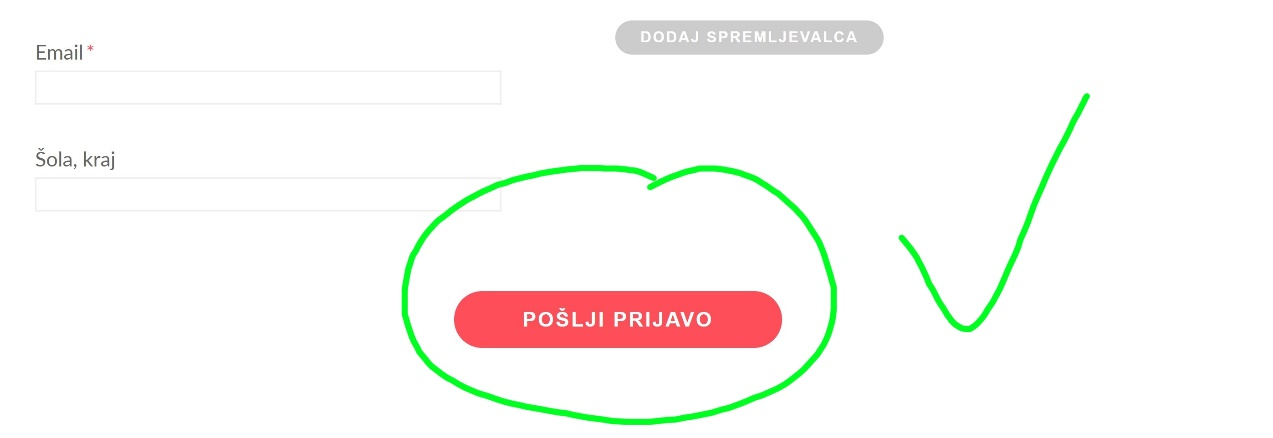 DODAJ SPREMLJEVALCA
Email *
Šola, kraj
POŠLJI PRIJAVO